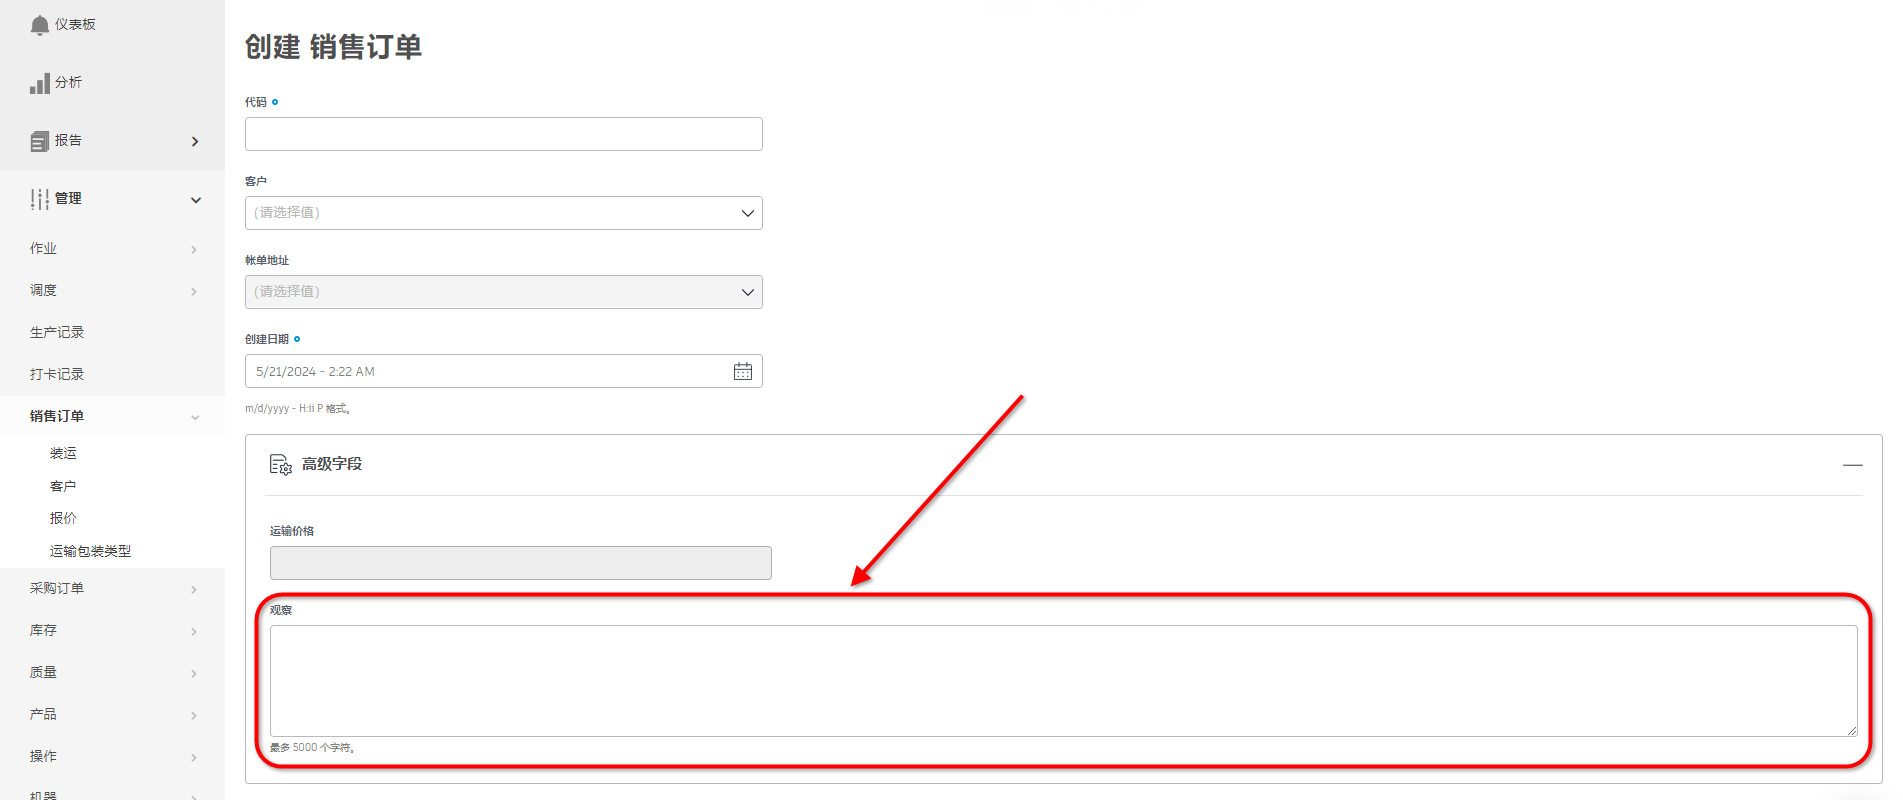 仪表板
分析
报告
管理
作业
调度
生产记录
打卡记录
销售订单
装运
客户
报价
运输包装类型
采购订单
库存
质量
产品
操作
机器
创建 销售订单
代码
客户
(请选择值)
帐单地址
(请选择值)
创建日期
5/21/2024 - 2:22 AM
m/d/yyyy - H:ii P 格式。
高级字段
运输价格
观察
最多 5000 个字符。